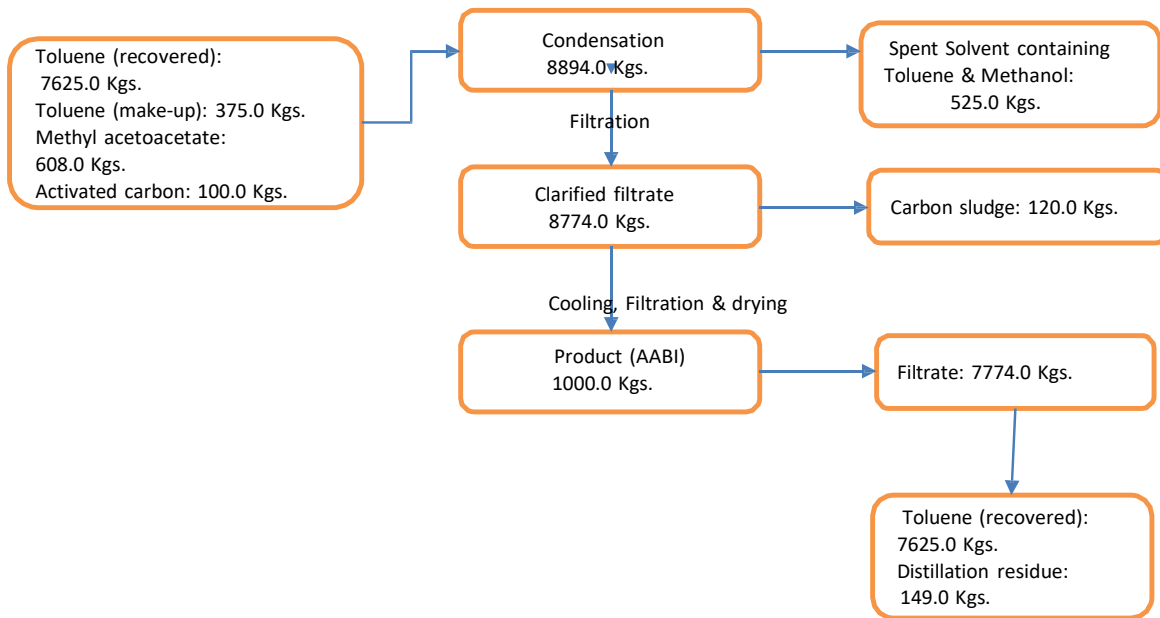 Toluene (recovered):
7625.0 Kgs.
Toluene (make-up): 375.0 Kgs.
Methyl acetoacetate:
608.0 Kgs.
Activated carbon: 100.0 Kgs.
Condensation
8894.0 Kgs.
Spent Solvent containing
Toluene & Methanol:
525.0 Kgs.
Filtration
Clarified filtrate
8774.0 Kgs.
Carbon sludge: 120.0 Kgs.
Cooling, Filtration & drying
Product (AABI)
1000.0 Kgs.
Filtrate: 7774.0 Kgs.
Toluene (recovered):
7625.0 Kgs.
Distillation residue:
149.0 Kgs.